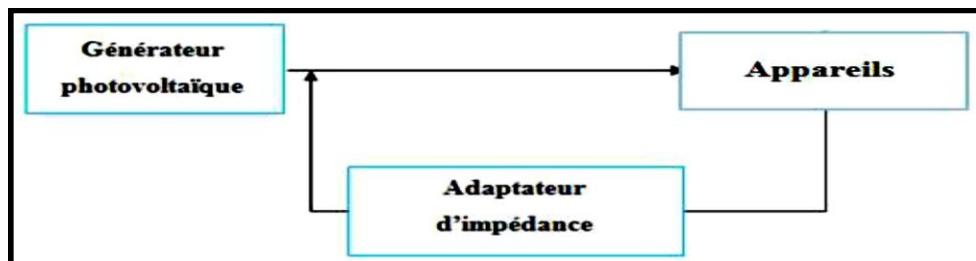 Générateur
photovoltaïque
Appareils
Adaptateur
d'impédance